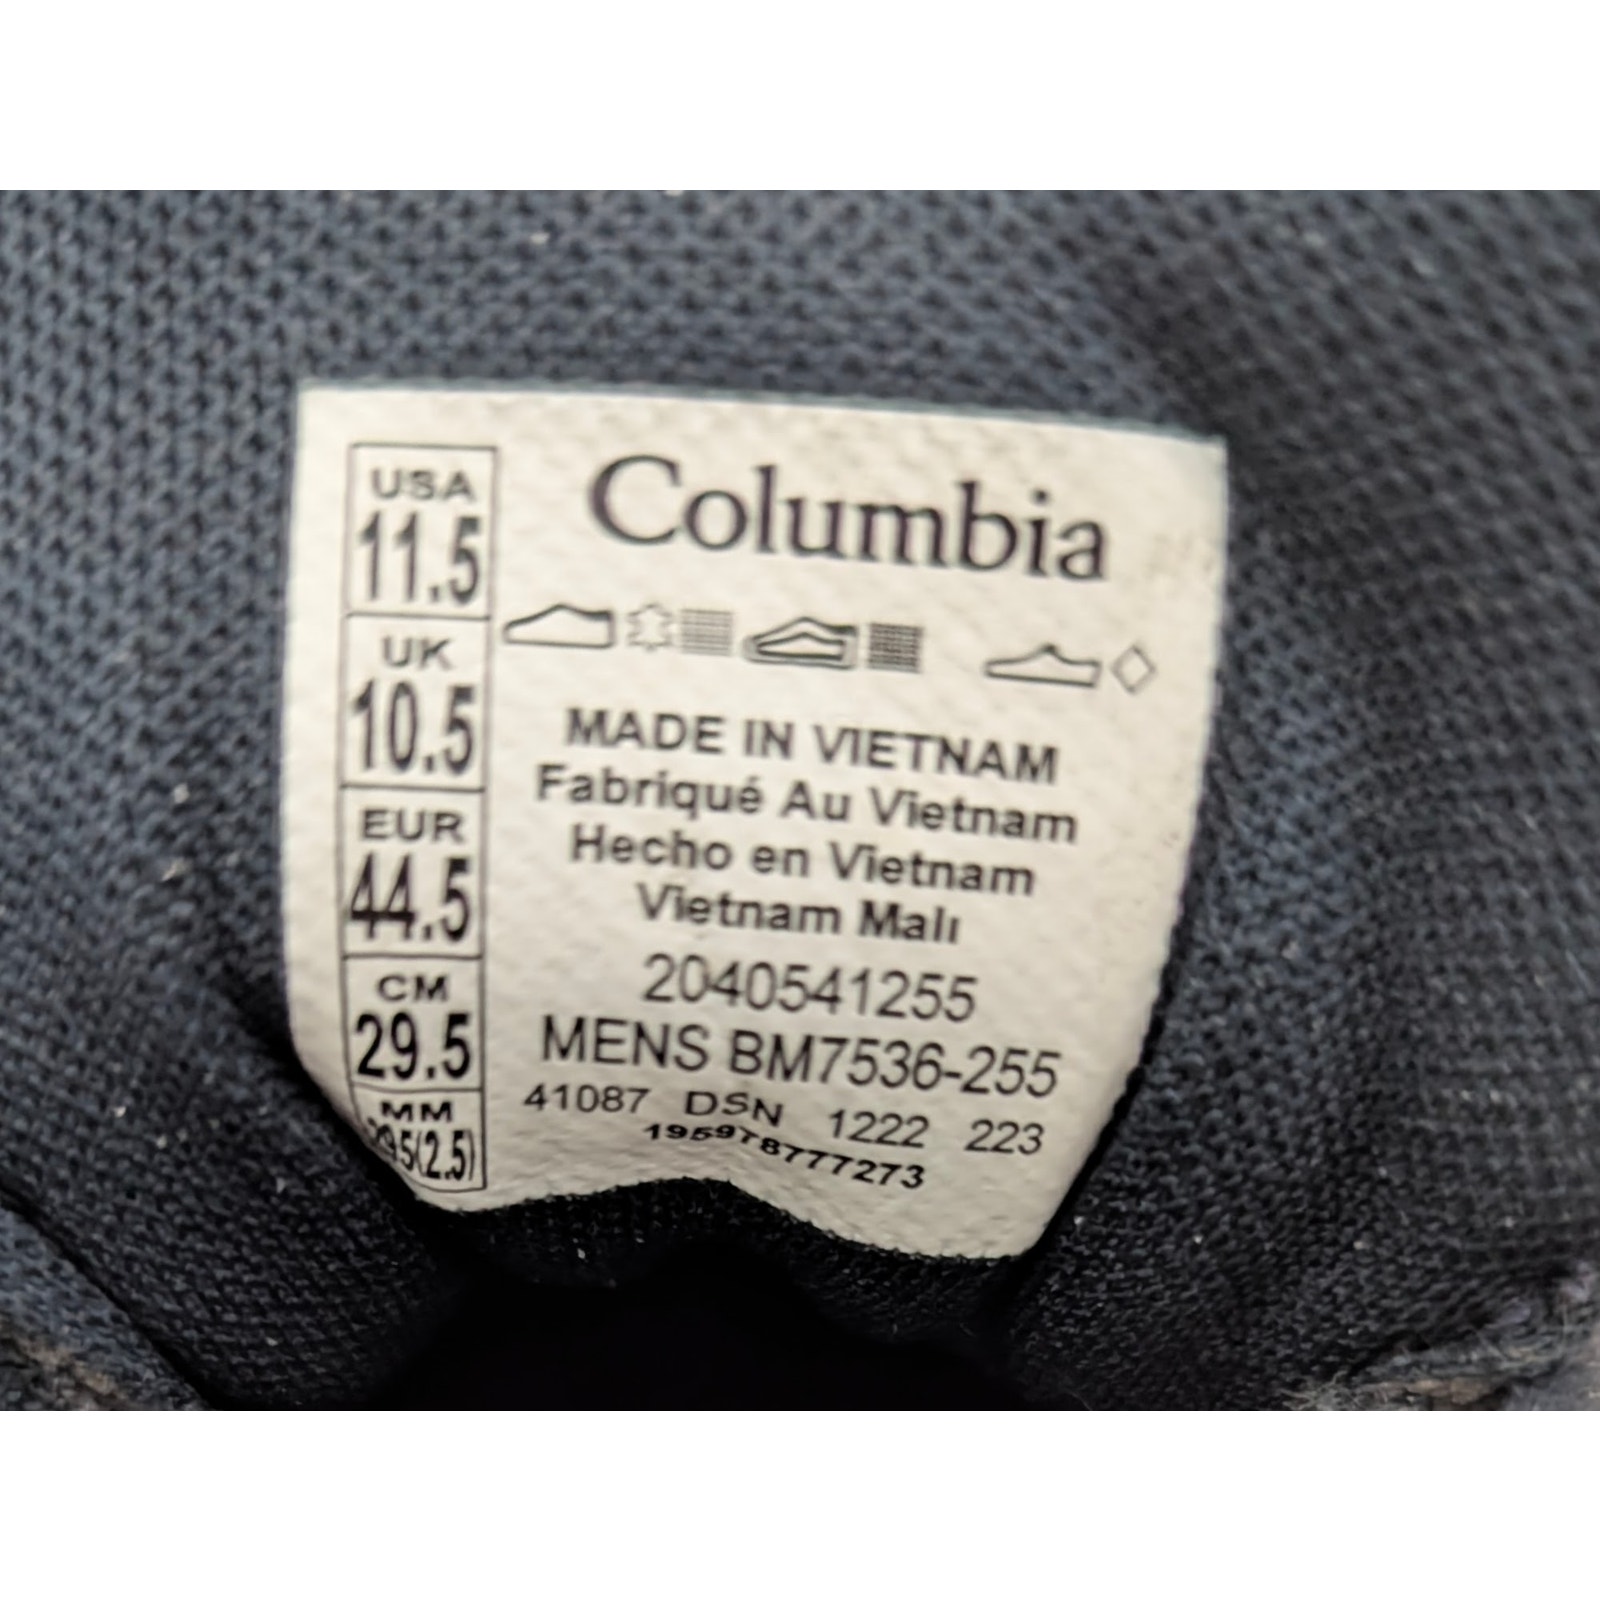 USA
11.5
UK
10.5
EUR
44.5
CM
29.5
MM
Columbia
MADE IN VIETNAM
Fabriqué Au Vietnam
Hecho en Vietnam
Vietnam Malı
2040541255
MENS BM7536-255
41087 DSN 1222 223
195978777273